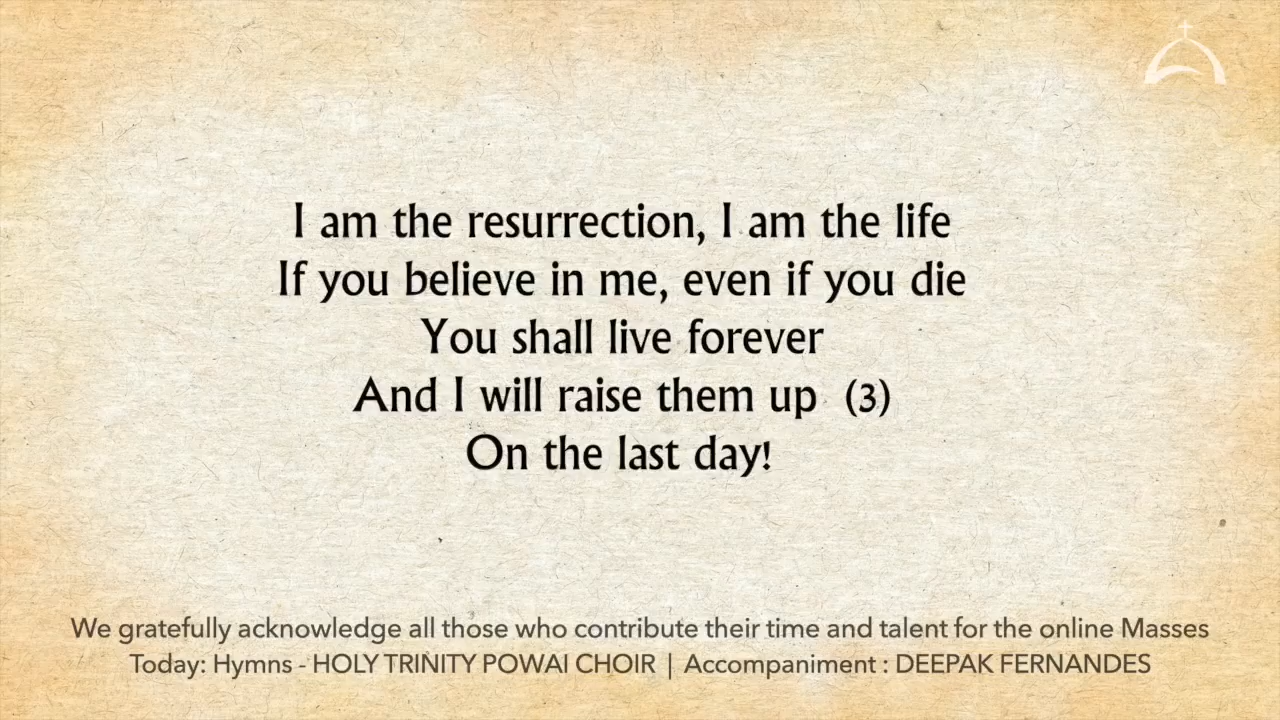 I am the resurrection, I am the life
If you believe in me, even if you die
You shall live forever
And I will raise them up (3)
On the last day!
We gratefully acknowledge all those who contribute their time and talent for the online Masses
Today: Hymns - HOLY TRINITY POWAI CHOIR | Accompaniment : DEEPAK FERNANDES